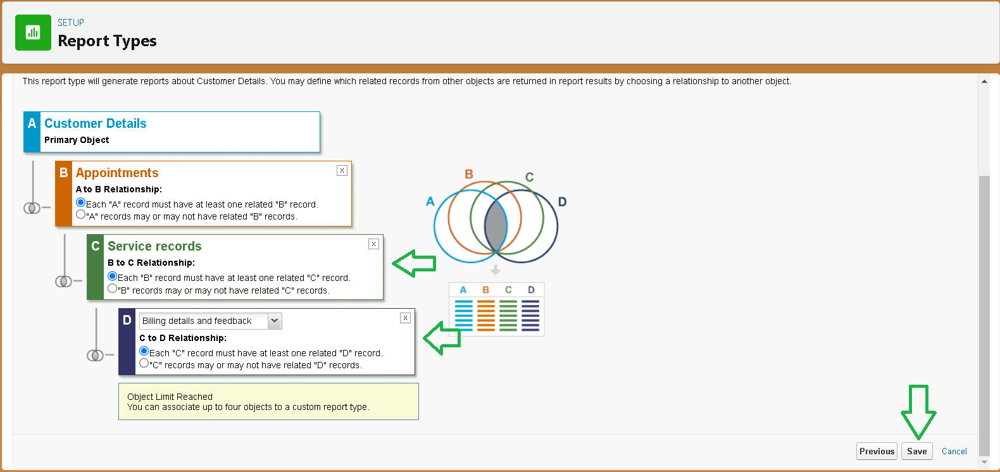 SETUP
Report Types
This report type will generate reports about Customer Details. You may define which related records from other objects are returned in report results by choosing a relationship to another object.
A Customer Details
Primary Object
B Appointments x
A to B Relationship:
Each "A" record must have at least one related "B" record.
"A" records may or may not have related "B" records.
C Service records x
B to C Relationship:
Each "B" record must have at least one related "C" record.
"B" records may or may not have related "C" records.
D Billing details and feedback x
C to D Relationship:
Each "C" record must have at least one related "D" record.
"C" records may or may not have related "D" records.
Object Limit Reached
You can associate up to four objects to a custom report type.
A B C D
A B C D
Previous Save Cancel